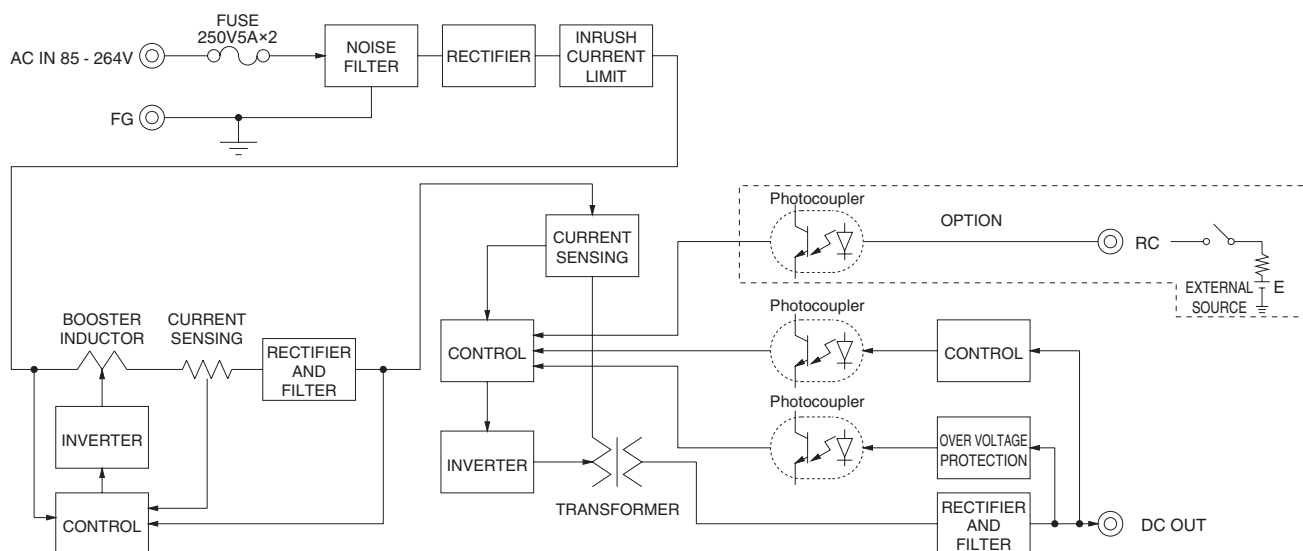 FUSE
250V5A×2
AC IN 85 - 264V
NOISE
FILTER
RECTIFIER
INRUSH
CURRENT
LIMIT
FG
Photocoupler
OPTION
RC
EXTERNAL
SOURCE
E
CURRENT
SENSING
BOOSTER
INDUCTOR
CURRENT
SENSING
RECTIFIER
AND
FILTER
CONTROL
Photocoupler
CONTROL
INVERTER
INVERTER
TRANSFORMER
Photocoupler
OVER VOLTAGE
PROTECTION
CONTROL
RECTIFIER
AND
FILTER
DC OUT